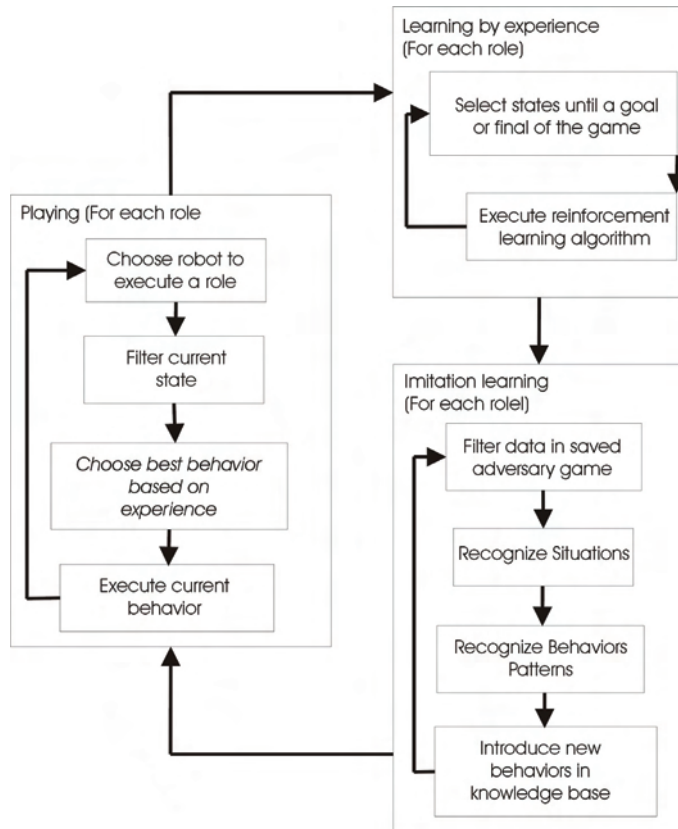 Learning by experience
(For each role)
Select states until a goal
or final of the game
Execute reinforcement
learning algorithm
Playing (For each role
Choose robot to
execute a role
Filter current
state
Choose best behavior
based on
experience
Execute current
behavior
Imitation learning
(For each rolel)
Filter data in saved
adversary game
Recognize Situations
Recognize Behaviors
Patterns
Introduce new
behaviors in
knowledge base